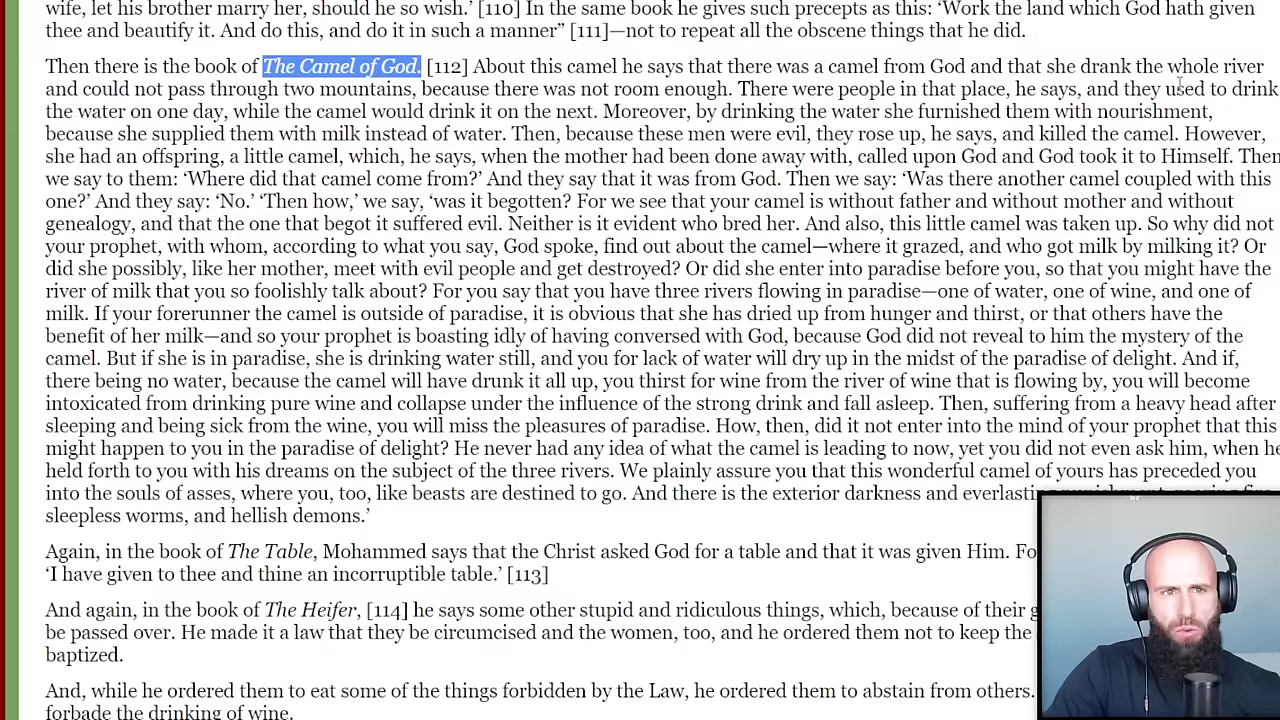 wife, let his brother marry her, should he so wish.’ [110] In the same book he gives such precepts as this: ‘Work the land which God hath given
thee and beautify it. And do this, and do it in such a manner” [111]—not to repeat all the obscene things that he did.
Then there is the book of The Camel of God. [112] About this camel he says that there was a camel from God and that she drank the whole river
and could not pass through two mountains, because there was not room enough. There were people in that place, he says, and they used to drink
the water on one day, while the camel would drink it on the next. Moreover, by drinking the water she furnished them with nourishment,
because she supplied them with milk instead of water. Then, because these men were evil, they rose up, he says, and killed the camel. However,
she had an offspring, a little camel, which, he says, when the mother had been done away with, called upon God and God took it to Himself. Then
we say to them: ‘Where did that camel come from?’ And they say that it was from God. Then we say: ‘Was there another camel coupled with this
one?’ And they say: ‘No.’ ‘Then how,’ we say, ‘was it begotten? For we see that your camel is without father and without mother and without
genealogy, and that the one that begot it suffered evil. Neither is it evident who bred her. And also, this little camel was taken up. So why did not
your prophet, with whom, according to what you say, God spoke, find out about the camel—where it grazed, and who got milk by milking it? Or
did she possibly, like her mother, meet with evil people and get destroyed? Or did she enter into paradise before you, so that you might have the
river of milk that you so foolishly talk about? For you say that you have three rivers flowing in paradise—one of water, one of wine, and one of
milk. If your forerunner the camel is outside of paradise, it is obvious that she has dried up from hunger and thirst, or that others have the
benefit of her milk—and so your prophet is boasting idly of having conversed with God, because God did not reveal to him the mystery of the
camel. But if she is in paradise, she is drinking water still, and you for lack of water will dry up in the midst of the paradise of delight. And if,
there being no water, because the camel will have drunk it all up, you thirst for wine from the river of wine that is flowing by, you will become
intoxicated from drinking pure wine and collapse under the influence of the strong drink and fall asleep. Then, suffering from a heavy head after
sleeping and being sick from the wine, you will miss the pleasures of paradise. How, then, did it not enter into the mind of your prophet that this
might happen to you in the paradise of delight? He never had any idea of what the camel is leading to now, yet you did not even ask him, when he
held forth to you with his dreams on the subject of the three rivers. We plainly assure you that this wonderful camel of yours has preceded you
into the souls of asses, where you, too, like beasts are destined to go. And there is the exterior darkness and
sleepless worms, and hellish demons.’
Again, in the book of The Table, Mohammed says that the Christ asked God for a table and that it was given Him.
‘I have given to thee and thine an incorruptible table.’ [113]
And again, in the book of The Heifer, [114] he says some other stupid and ridiculous things, which, because of their
be passed over. He made it a law that they be circumcised and the women, too, and he ordered them not to keep the
baptized.
And, while he ordered them to eat some of the things forbidden by the Law, he ordered them to abstain from others.
forbade the drinking of wine.